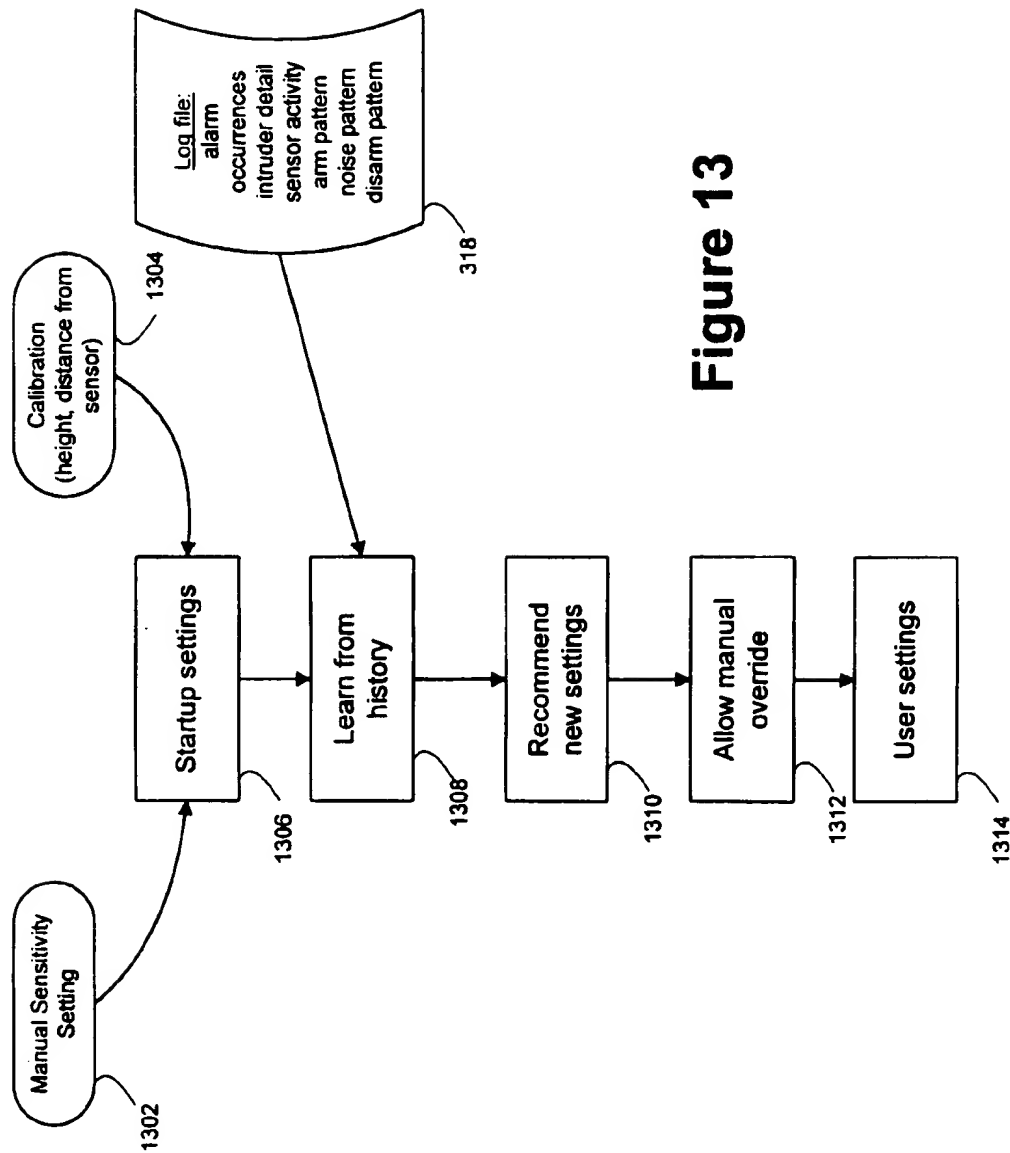 Manual Sensitivity
Setting
1302
Calibration
(height, distance from
sensor)
1304
Startup settings
1306
Log file:
alarm
occurrences
intruder detail
sensor activity
arm pattern
noise pattern
disarm pattern
318
Learn from
history
1308
Recommend
new settings
1310
Allow manual
override
1312
User settings
1314
Figure 13